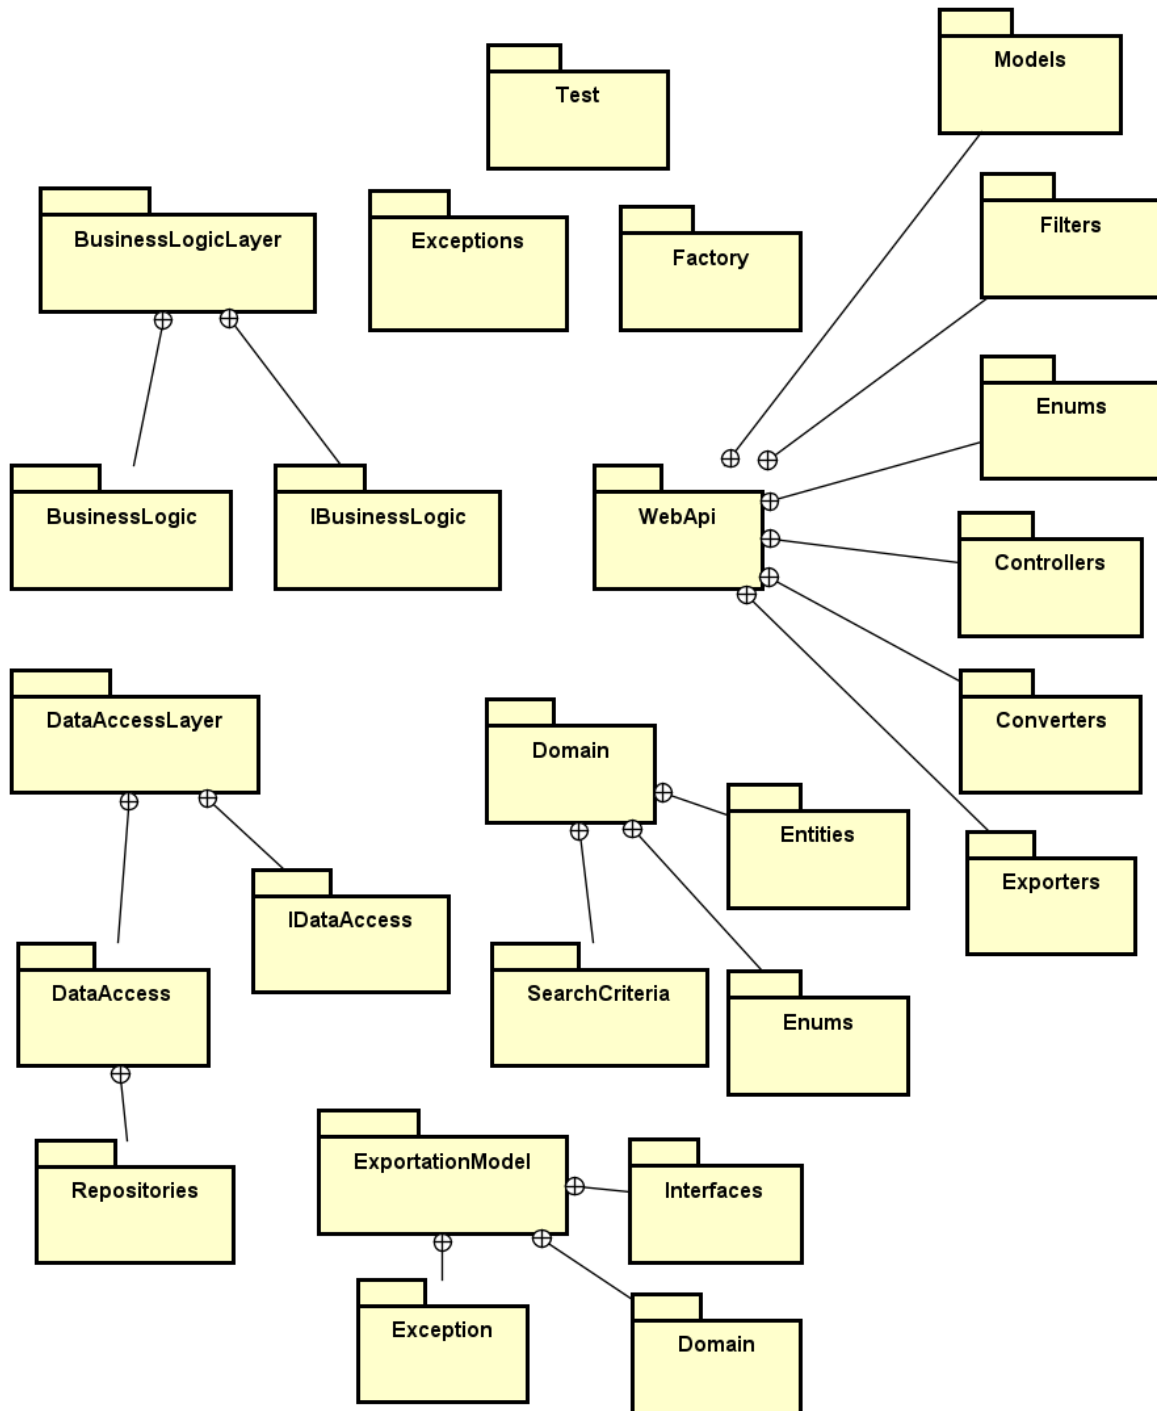 Models
Test
Filters
BusinessLogicLayer
Exceptions
Factory
Enums
BusinessLogic
IBusinessLogic
WebApi
Controllers
DataAccessLayer
Domain
Converters
Entities
Exporters
IDataAccess
DataAccess
SearchCriteria
Enums
Repositories
ExportationModel
Interfaces
Exception
Domain